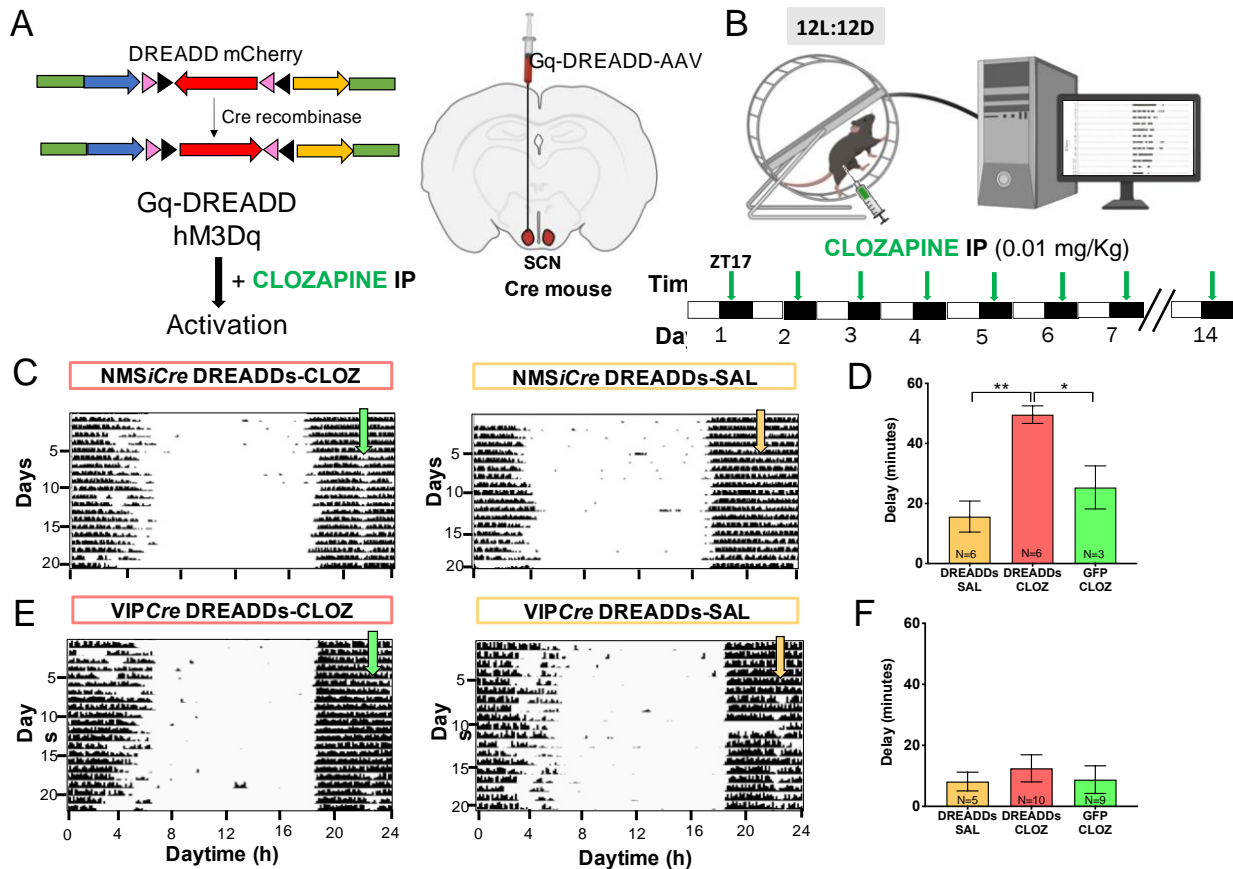 A
DREADD mCherry
Cre recombinase
Gq-DREADD
hM3Dq
+ CLOZAPINE IP
Activation
Gq-DREADD-AAV
SCN
Cre mouse
B
12L:12D
CLOZAPINE IP (0.01 mg/Kg)
ZT17
Tim
Day 1 2 3 4 5 6 7 14
C
NMSiCre DREADDs-CLOZ
NMSiCre DREADDs-SAL
Days
5
10
15
20
Days
5
10
15
20
D
Delay (minutes)
60
40
20
0
**
*
N=6
N=6
N=3
DREADDs
SAL
DREADDs
CLOZ
GFP
CLOZ
E
VIPCre DREADDs-CLOZ
VIPCre DREADDs-SAL
Day
s
5
10
15
20
0 4 8 12 16 20 24
Day
s
5
10
15
20
0 4 8 12 16 20 24
Daytime (h)
Daytime (h)
F
Delay (minutes)
60
40
20
0
N=5
N=10
N=9
DREADDs
SAL
DREADDs
CLOZ
GFP
CLOZ